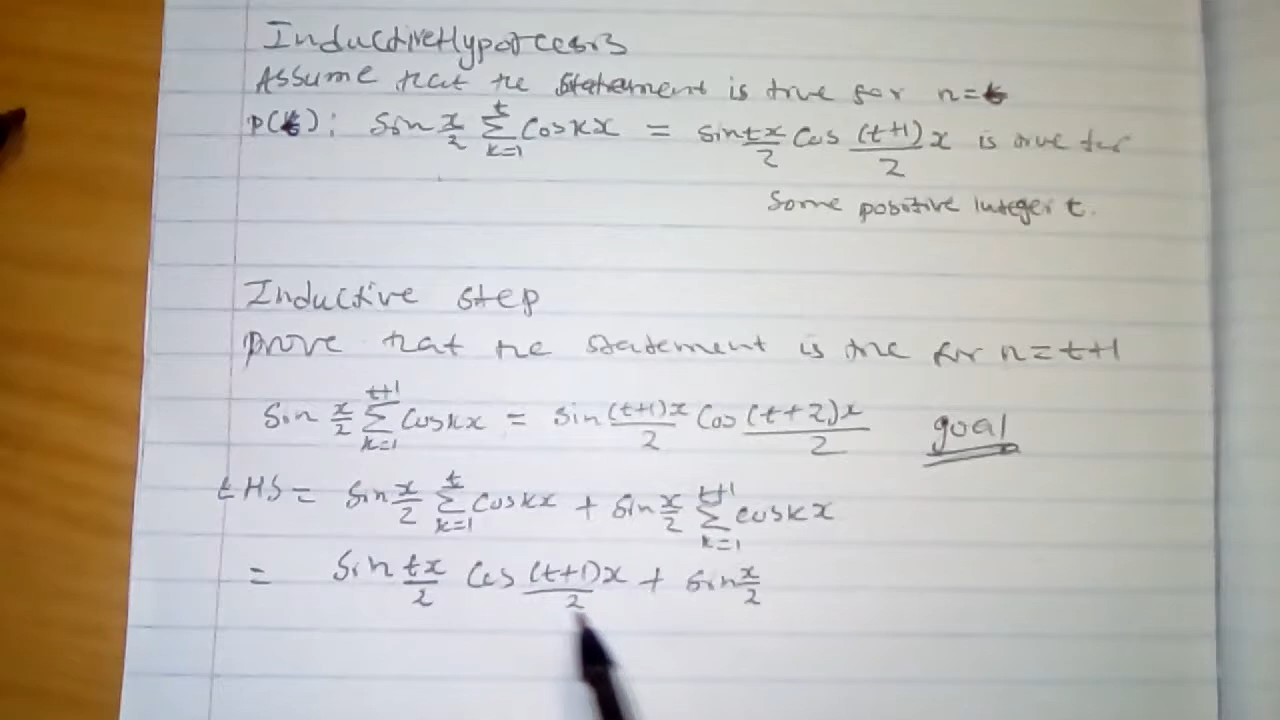 Inductive Hypothesis
Assume that the statement is true for n=t
P(t): Sin x/2 ∑_{k=1}^{t} Cos kx = sin tx/2 Cos (t+1)x/2 is true for
Some positive integer t.
Inductive step
Prove that the statement is true for n=t+1
Sin x/2 ∑_{k=1}^{t+1} Cos kx = sin (t+1)x/2 Cos (t+2)x/2 goal
LHS = Sin x/2 ∑_{k=1}^{t} cos kx + sin x/2 ∑_{k=1}^{t+1} cos kx
= Sin tx/2 Cos (t+1)x/2 + sin x/2